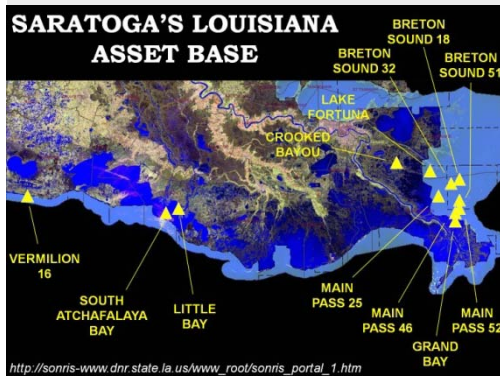 SARATOGA'S LOUISIANA
ASSET BASE
BRETON
SOUND 18
BRETON
SOUND 32
BRETON
SOUND 51
LAKE
FORTUNA
CROOKED
BAYOU
VERMILION
16
SOUTH
ATCHAFALAYA
BAY
LITTLE
BAY
MAIN
PASS 25
MAIN
PASS 46
GRAND
BAY
MAIN
PASS 52
http://sonris-www.dnr.state.la.us/www_root/sonris_portal_1.htm